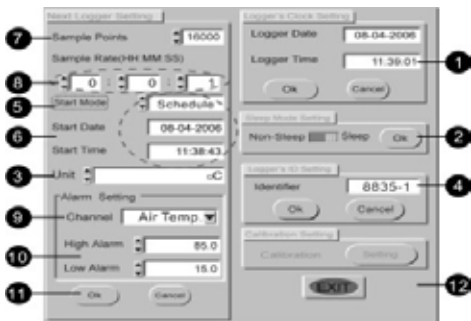 Next Logger Setting
7 Sample Points 16000
Sample Rate(HH:MM:SS)
8 0 : 0 : 1
5 Start Mode Schedule
6 Start Date 08-04-2006
Start Time 11:38:43
3 Unit oC
Alarm Setting
9 Channel Air Temp.
10 High Alarm 85.0
Low Alarm 15.0
11 Ok Cancel
Logger's Clock Setting
Logger Date 08-04-2006
Logger Time 11:39:01 1
Ok Cancel
Sleep Mode Setting
Non-Sleep Sleep Ok 2
Logger's ID Setting
Identifier 8835-1 4
Ok Cancel
Calibration Setting
Calibration Setting
EXIT 12